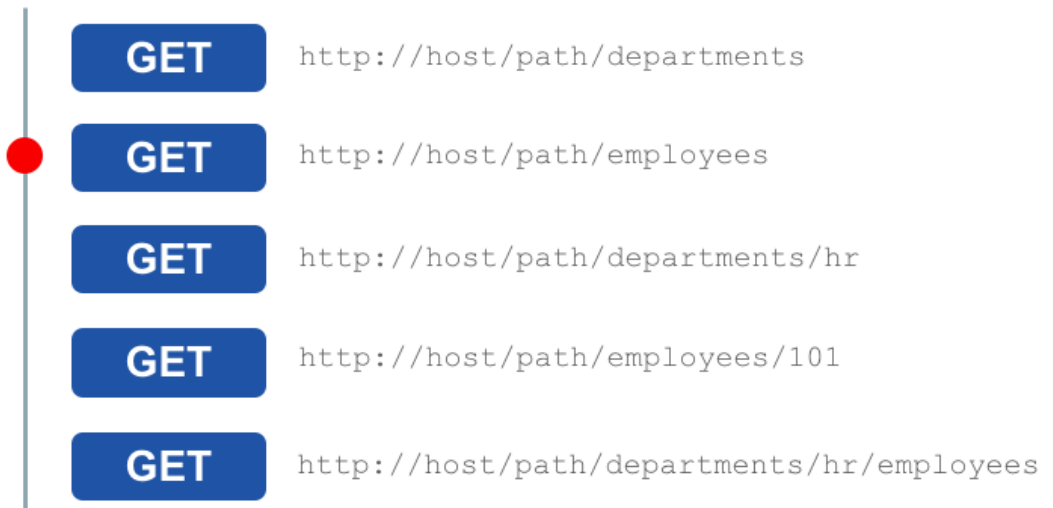 GET http://host/path/departments
GET http://host/path/employees
GET http://host/path/departments/hr
GET http://host/path/employees/101
GET http://host/path/departments/hr/employees